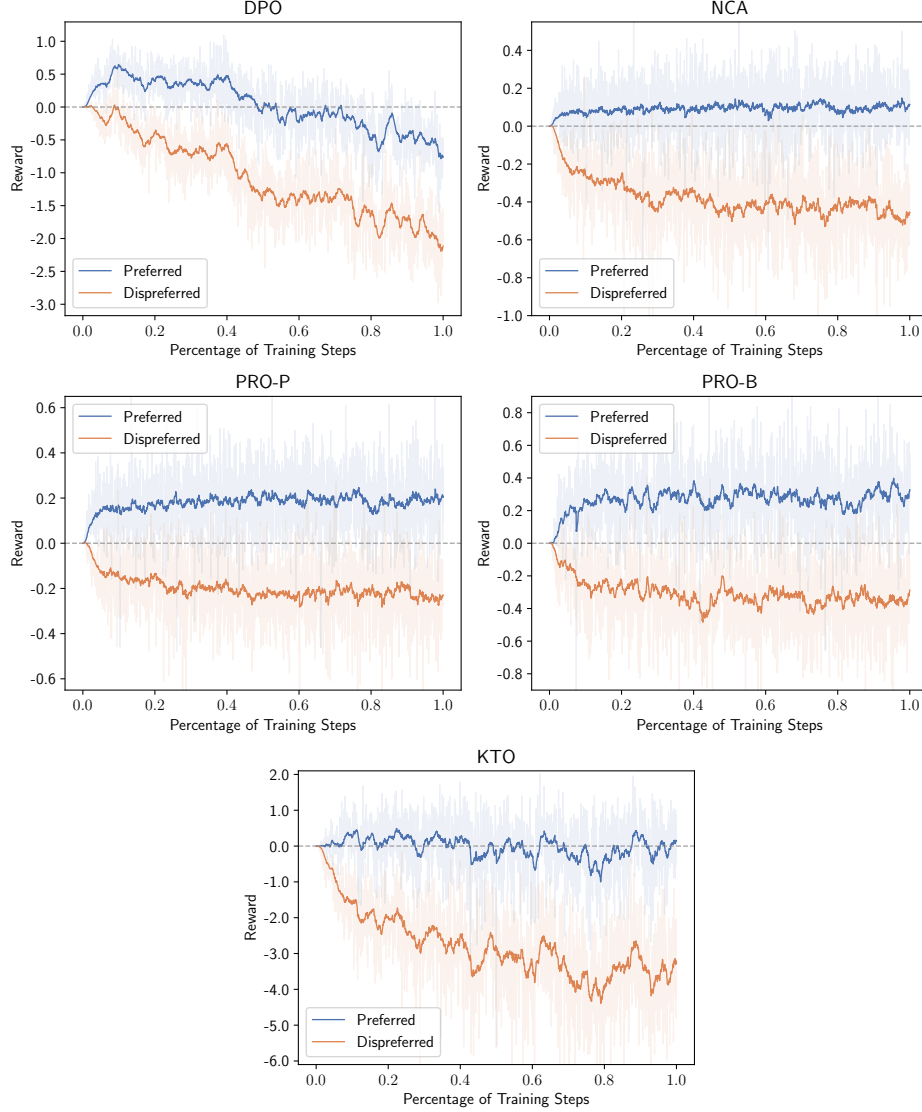 DPO
1.0
0.5
0.0
-0.5
-1.0
-1.5
-2.0
-2.5
-3.0
Reward
Preferred
Dispreferred
0.0 0.2 0.4 0.6 0.8 1.0
Percentage of Training Steps
NCA
0.4
0.2
0.0
-0.2
-0.4
-0.6
-0.8
-1.0
Reward
Preferred
Dispreferred
0.0 0.2 0.4 0.6 0.8 1.0
Percentage of Training Steps
PRO-P
0.6
0.4
0.2
0.0
-0.2
-0.4
-0.6
Reward
Preferred
Dispreferred
0.0 0.2 0.4 0.6 0.8 1.0
Percentage of Training Steps
PRO-B
0.8
0.6
0.4
0.2
0.0
-0.2
-0.4
-0.6
-0.8
Reward
Preferred
Dispreferred
0.0 0.2 0.4 0.6 0.8 1.0
Percentage of Training Steps
KTO
2.0
1.0
0.0
-1.0
-2.0
-3.0
-4.0
-5.0
-6.0
Reward
Preferred
Dispreferred
0.0 0.2 0.4 0.6 0.8 1.0
Percentage of Training Steps